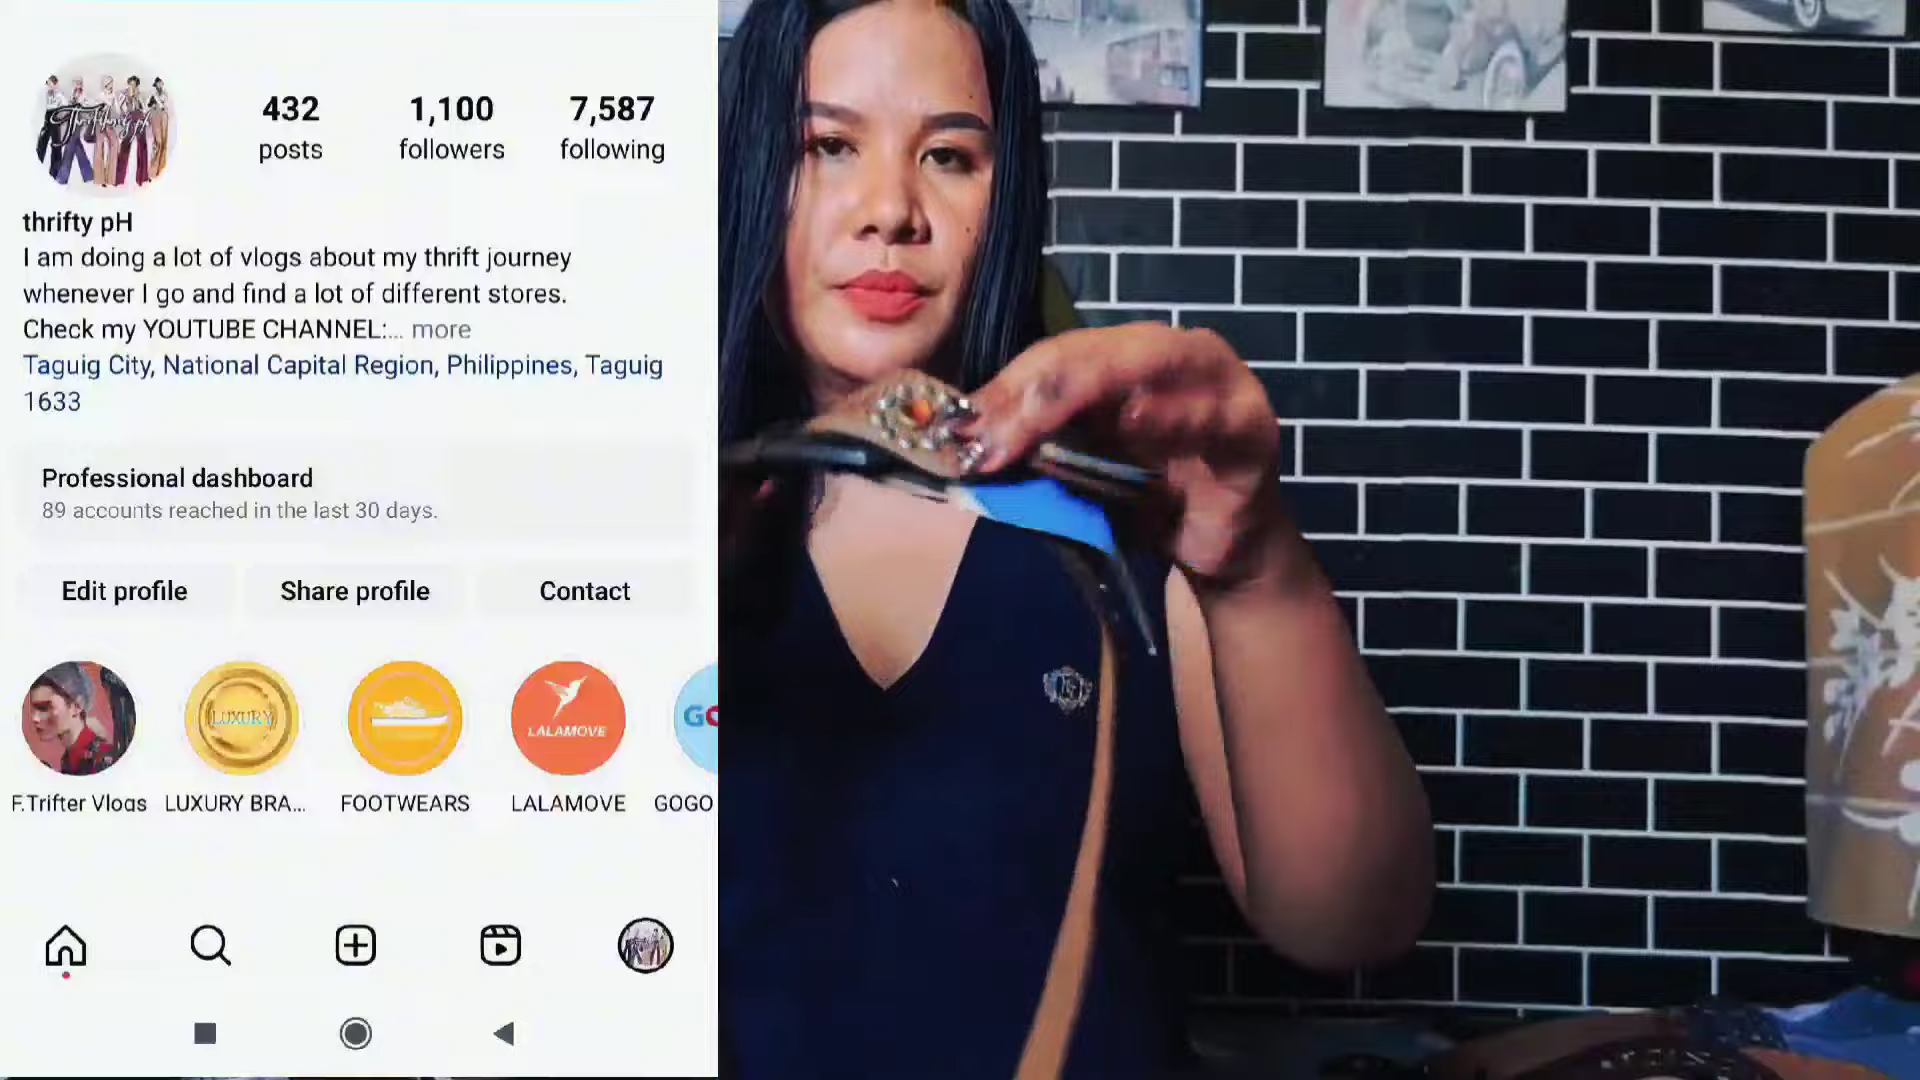 Thrifthing ph
432
posts
1,100
followers
7,587
following
thrifty pH
I am doing a lot of vlogs about my thrift journey
whenever I go and find a lot of different stores.
Check my YOUTUBE CHANNEL:... more
Taguig City, National Capital Region, Philippines, Taguig
1633
Professional dashboard
89 accounts reached in the last 30 days.
Edit profile
Share profile
Contact
LUXURY
LALAMOVE
GO
F.Trifter Vlogs
LUXURY BRA...
FOOTWEARS
LALAMOVE
GOGO